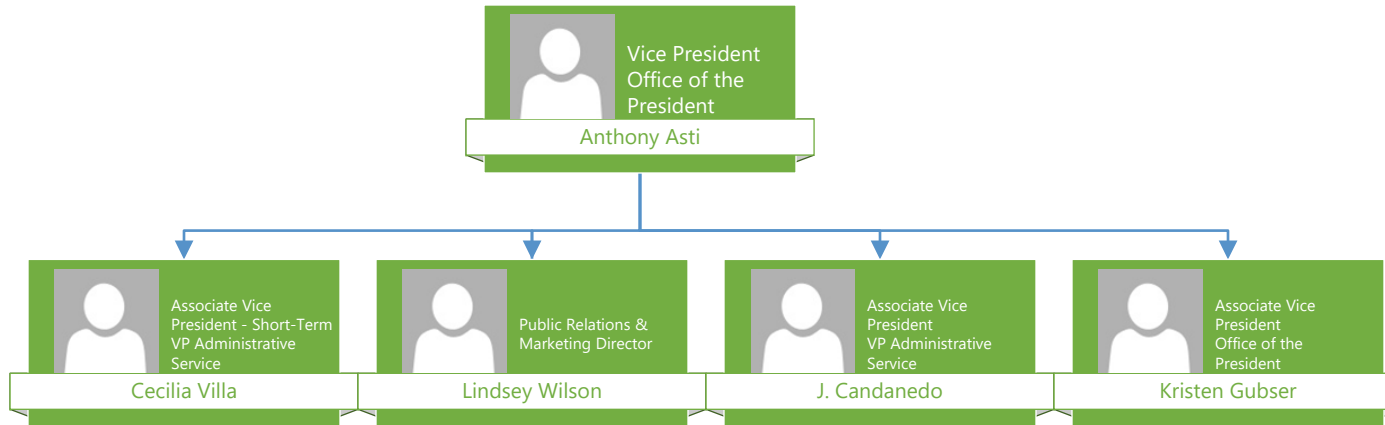 Vice President
Office of the
President
Anthony Asti
Associate Vice
President - Short-Term
VP Administrative
Service
Cecilia Villa
Public Relations &
Marketing Director
Lindsey Wilson
Associate Vice
President
VP Administrative
Service
J. Candanedo
Associate Vice
President
Office of the
President
Kristen Gubser